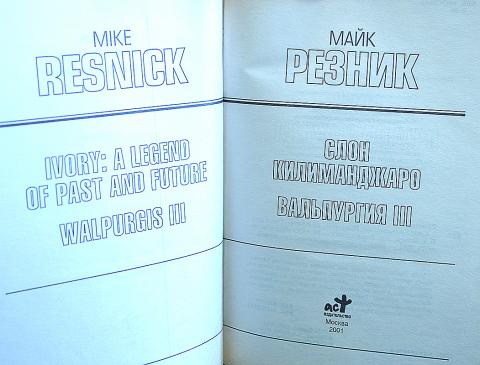 MIKE
RESNICK
IVORY: A LEGEND
OF PAST AND FUTURE
WALPURGIS III
МАЙК
РЕЗНИК
СЛОН
КИЛИМАНДЖАРО
ВАЛЬПУРГИЯ III
аст
издательство
Москва
2001